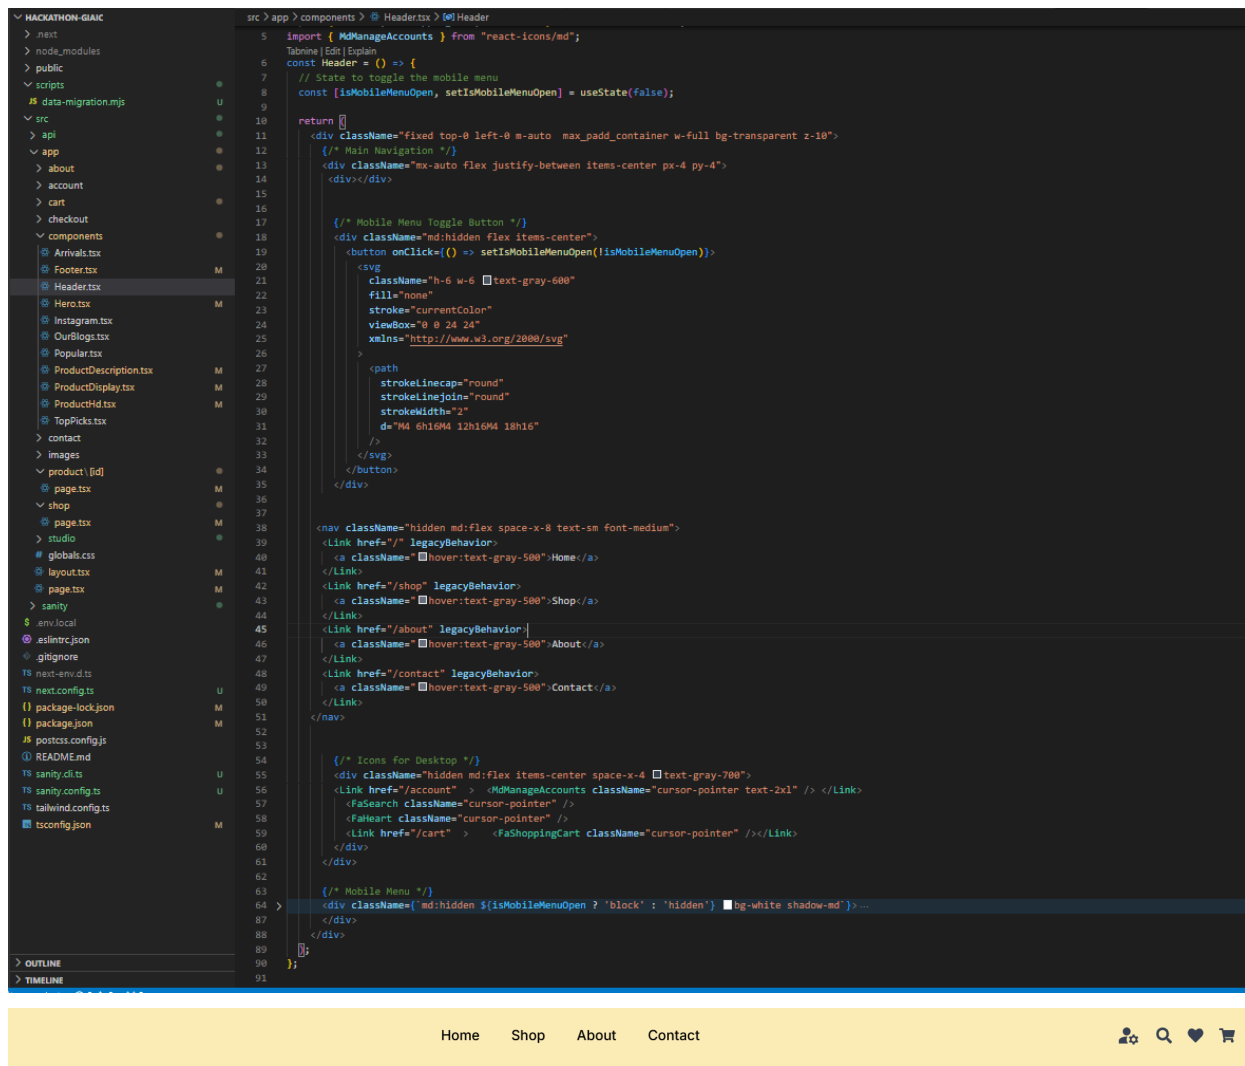 HACKATHON-GIAIC
.next
node_modules
public
scripts
JS data-migration.mjs U
src
api
app
about
account
cart
checkout
components
Arrivals.tsx
Footer.tsx M
Header.tsx
Hero.tsx M
Instagram.tsx
OurBlogs.tsx
Popular.tsx
ProductDescription.tsx M
ProductDisplay.tsx M
ProductHd.tsx M
TopPicks.tsx
contact
images
product\[id]
page.tsx M
shop
page.tsx M
studio
# globals.css
layout.tsx M
page.tsx M
sanity
$ .env.local
.eslintrc.json
.gitignore
TS next-env.d.ts
TS next.config.ts U
{} package-lock.json M
{} package.json M
JS postcss.config.js
README.md
TS sanity.cli.ts U
TS sanity.config.ts U
TS tailwind.config.ts
tsconfig.json M
OUTLINE
TIMELINE
src > app > components > Header.tsx > Header
5 import { MdManageAccounts } from "react-icons/md";
Tabnine | Edit | Explain
6 const Header = () => {
7 // State to toggle the mobile menu
8 const [isMobileMenuOpen, setIsMobileMenuOpen] = useState(false);
9
10 return (
11 <div className="fixed top-0 left-0 m-auto  max_padd_container w-full bg-transparent z-10">
12 {/* Main Navigation */}
13 <div className="mx-auto flex justify-between items-center px-4 py-4">
14 <div></div>
15
16
17 {/* Mobile Menu Toggle Button */}
18 <div className="md:hidden flex items-center">
19 <button onClick={() => setIsMobileMenuOpen(!isMobileMenuOpen)}>
20 <svg
21 className="h-6 w-6 text-gray-600"
22 fill="none"
23 stroke="currentColor"
24 viewBox="0 0 24 24"
25 xmlns="http://www.w3.org/2000/svg"
26 >
27 <path
28 strokeLinecap="round"
29 strokeLinejoin="round"
30 strokeWidth="2"
31 d="M4 6h16M4 12h16M4 18h16"
32 />
33 </svg>
34 </button>
35 </div>
36
37
38 <nav className="hidden md:flex space-x-8 text-sm font-medium">
39 <Link href="/" legacyBehavior>
40 <a className=" hover:text-gray-500">Home</a>
41 </Link>
42 <Link href="/shop" legacyBehavior>
43 <a className=" hover:text-gray-500">Shop</a>
44 </Link>
45 <Link href="/about" legacyBehavior>
46 <a className=" hover:text-gray-500">About</a>
47 </Link>
48 <Link href="/contact" legacyBehavior>
49 <a className=" hover:text-gray-500">Contact</a>
50 </Link>
51 </nav>
52
53
54 {/* Icons for Desktop */}
55 <div className="hidden md:flex items-center space-x-4 text-gray-700">
56 <Link href="/account"  >  <MdManageAccounts className="cursor-pointer text-2xl" /> </Link>
57 <FaSearch className="cursor-pointer" />
58 <FaHeart className="cursor-pointer" />
59 <Link href="/cart"  >    <FaShoppingCart className="cursor-pointer" /></Link>
60 </div>
61 </div>
62
63 {/* Mobile Menu */}
64 <div className={`md:hidden ${isMobileMenuOpen ? 'block' : 'hidden'} bg-white shadow-md`}>...
87 </div>
88 </div>
89 );
90 };
91
Home Shop About Contact